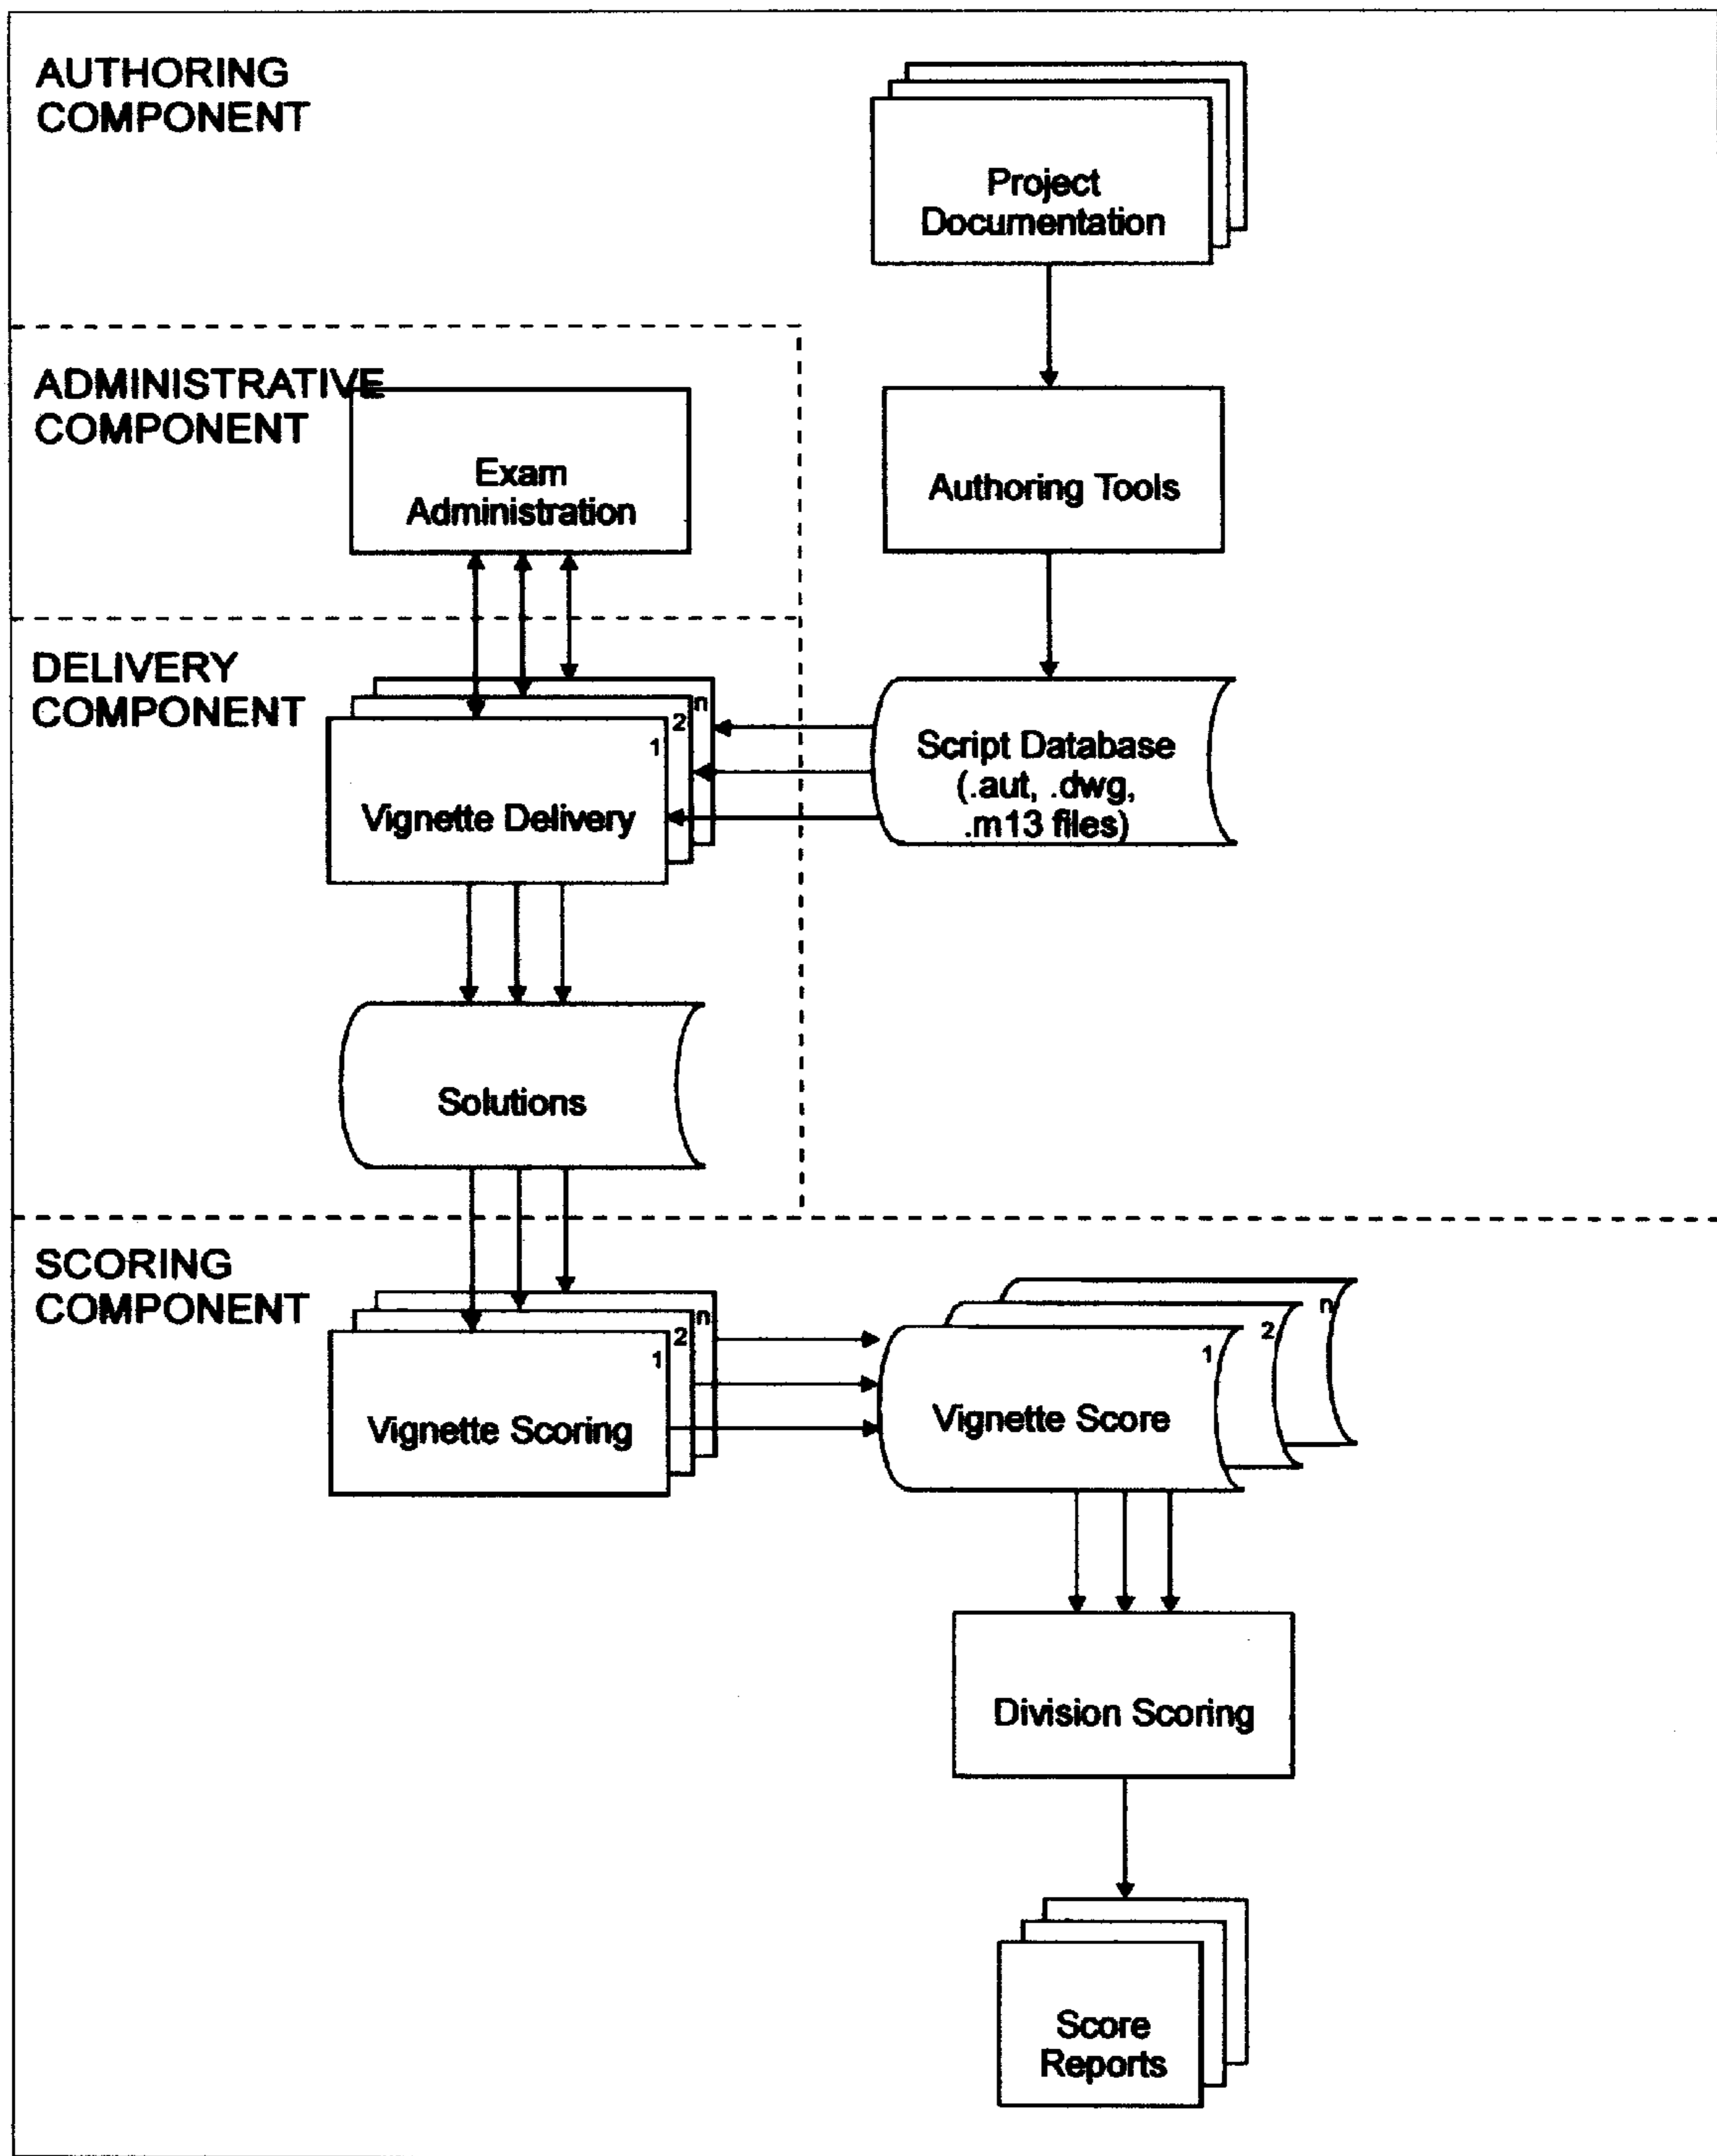 AUTHORING
COMPONENT
Project
Documentation
ADMINISTRATIVE
COMPONENT
Exam
Administration
Authoring Tools
DELIVERY
COMPONENT
n
2
1
Vignette Delivery
Script Database
(.aut, .dwg,
.m13 files)
Solutions
SCORING
COMPONENT
n
2
1
Vignette Scoring
n
2
1
Vignette Score
Division Scoring
Score
Reports